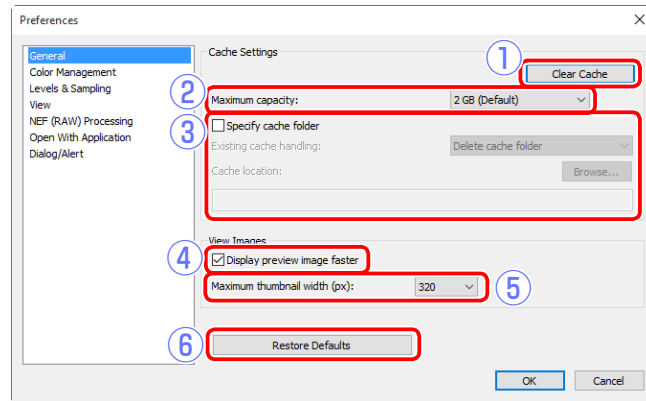 Preferences
General
Color Management
Levels & Sampling
View
NEF (RAW) Processing
Open With Application
Dialog/Alert
Cache Settings
①
Clear Cache
②
Maximum capacity: 2 GB (Default)
③
Specify cache folder
Existing cache handling: Delete cache folder
Cache location: Browse...
View Images
④
Display preview image faster
Maximum thumbnail width (px): 320
⑤
⑥
Restore Defaults
OK Cancel